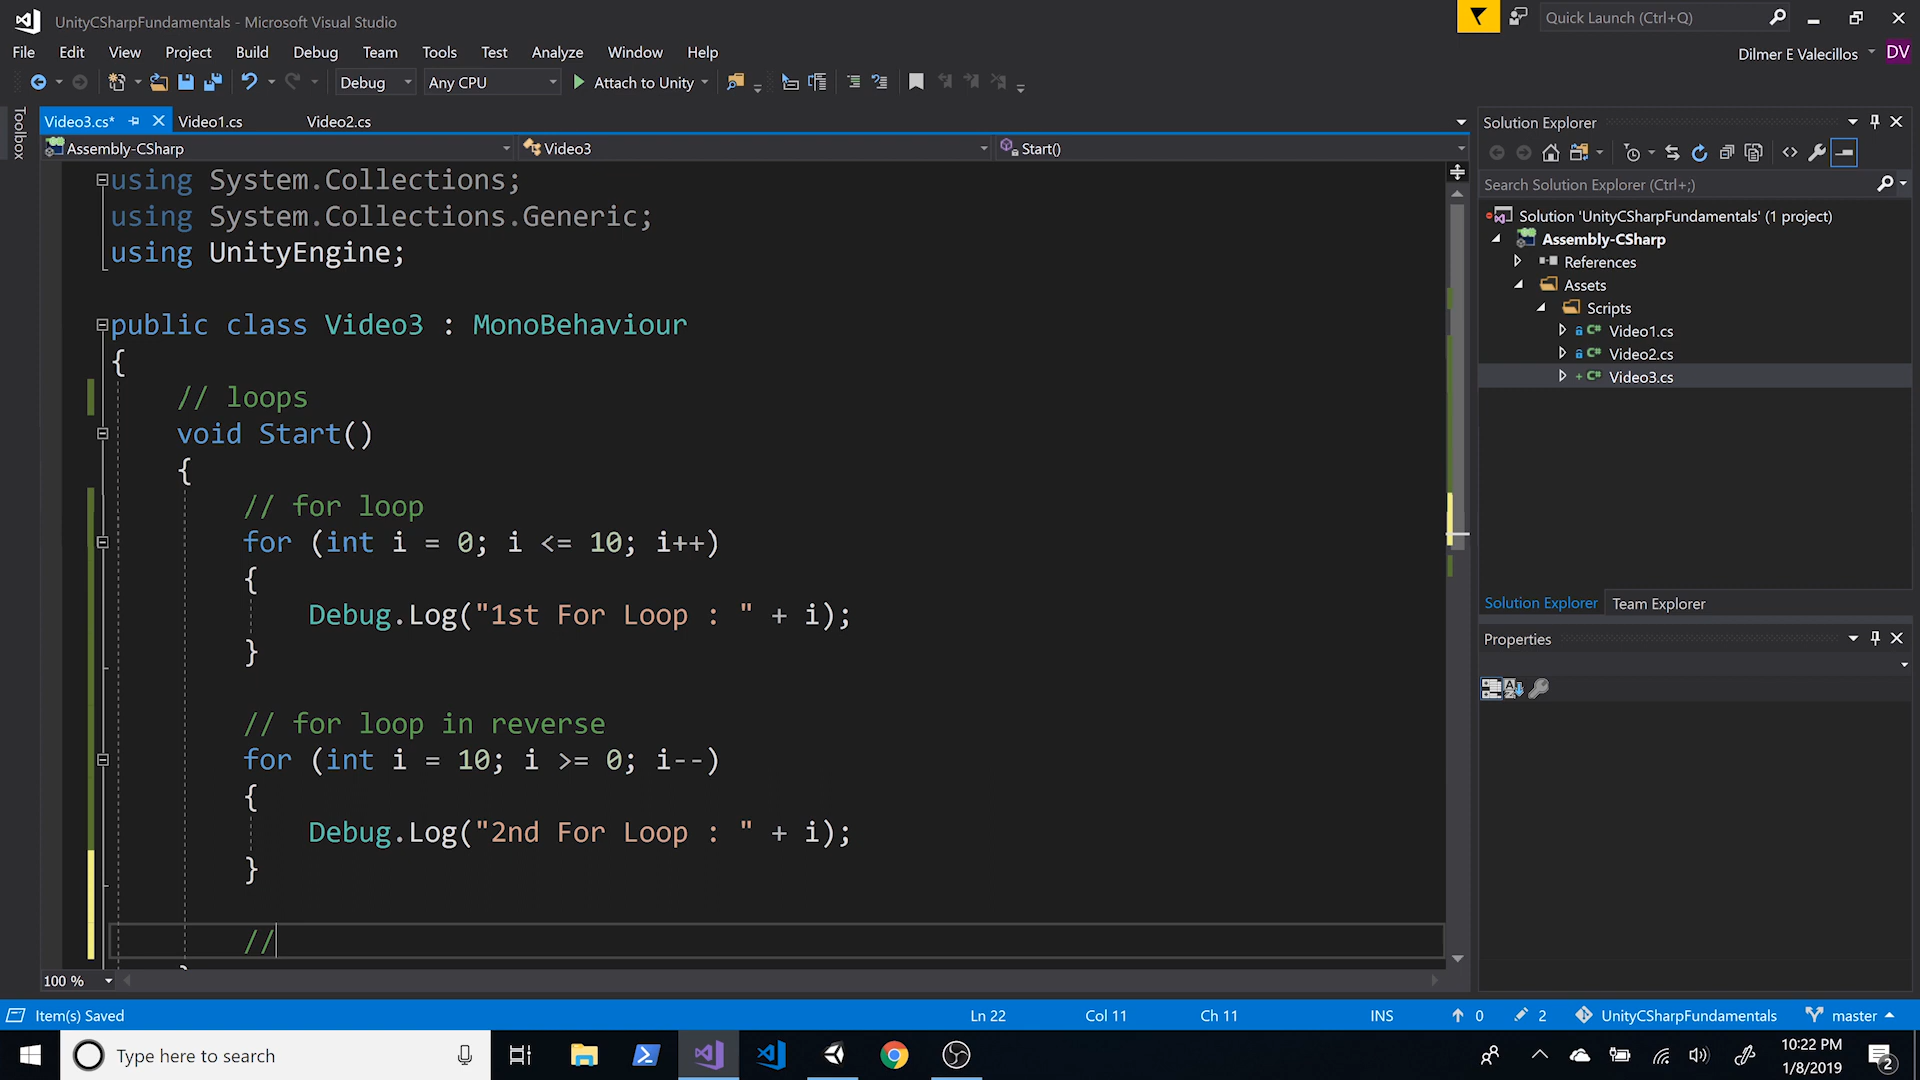 UnityCSharpFundamentals - Microsoft Visual Studio
Quick Launch (Ctrl+Q)
File Edit View Project Build Debug Team Tools Test Analyze Window Help
Dilmer E Valecillos DV
Debug Any CPU Attach to Unity
Toolbox
Video3.cs* Video1.cs Video2.cs
Assembly-CSharp Video3 Start()
using System.Collections;
using System.Collections.Generic;
using UnityEngine;
public class Video3 : MonoBehaviour
{
// loops
void Start()
{
// for loop
for (int i = 0; i <= 10; i++)
{
Debug.Log("1st For Loop : " + i);
}
// for loop in reverse
for (int i = 10; i >= 0; i--)
{
Debug.Log("2nd For Loop : " + i);
}
//
}
100 %
Solution Explorer
Search Solution Explorer (Ctrl+;)
Solution 'UnityCSharpFundamentals' (1 project)
Assembly-CSharp
References
Assets
Scripts
C# Video1.cs
C# Video2.cs
+ C# Video3.cs
Solution Explorer Team Explorer
Properties
Item(s) Saved Ln 22 Col 11 Ch 11 INS 0 2 UnityCSharpFundamentals master
Type here to search
10:22 PM
1/8/2019
2